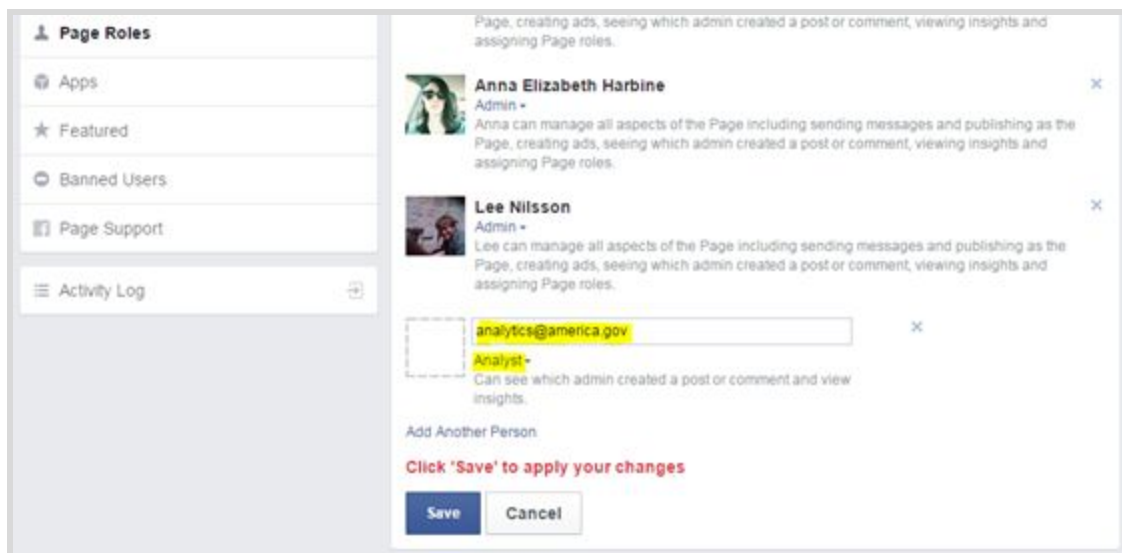 Page Roles
Apps
Featured
Banned Users
Page Support
Activity Log
Page, creating ads, seeing which admin created a post or comment, viewing insights and
assigning Page roles.
Anna Elizabeth Harbine
Admin
Anna can manage all aspects of the Page including sending messages and publishing as the
Page, creating ads, seeing which admin created a post or comment, viewing insights and
assigning Page roles.
Lee Nilsson
Admin
Lee can manage all aspects of the Page including sending messages and publishing as the
Page, creating ads, seeing which admin created a post or comment, viewing insights and
assigning Page roles.
analytics@america.gov
Analyst
Can see which admin created a post or comment and view
insights.
Add Another Person
Click 'Save' to apply your changes
Save
Cancel